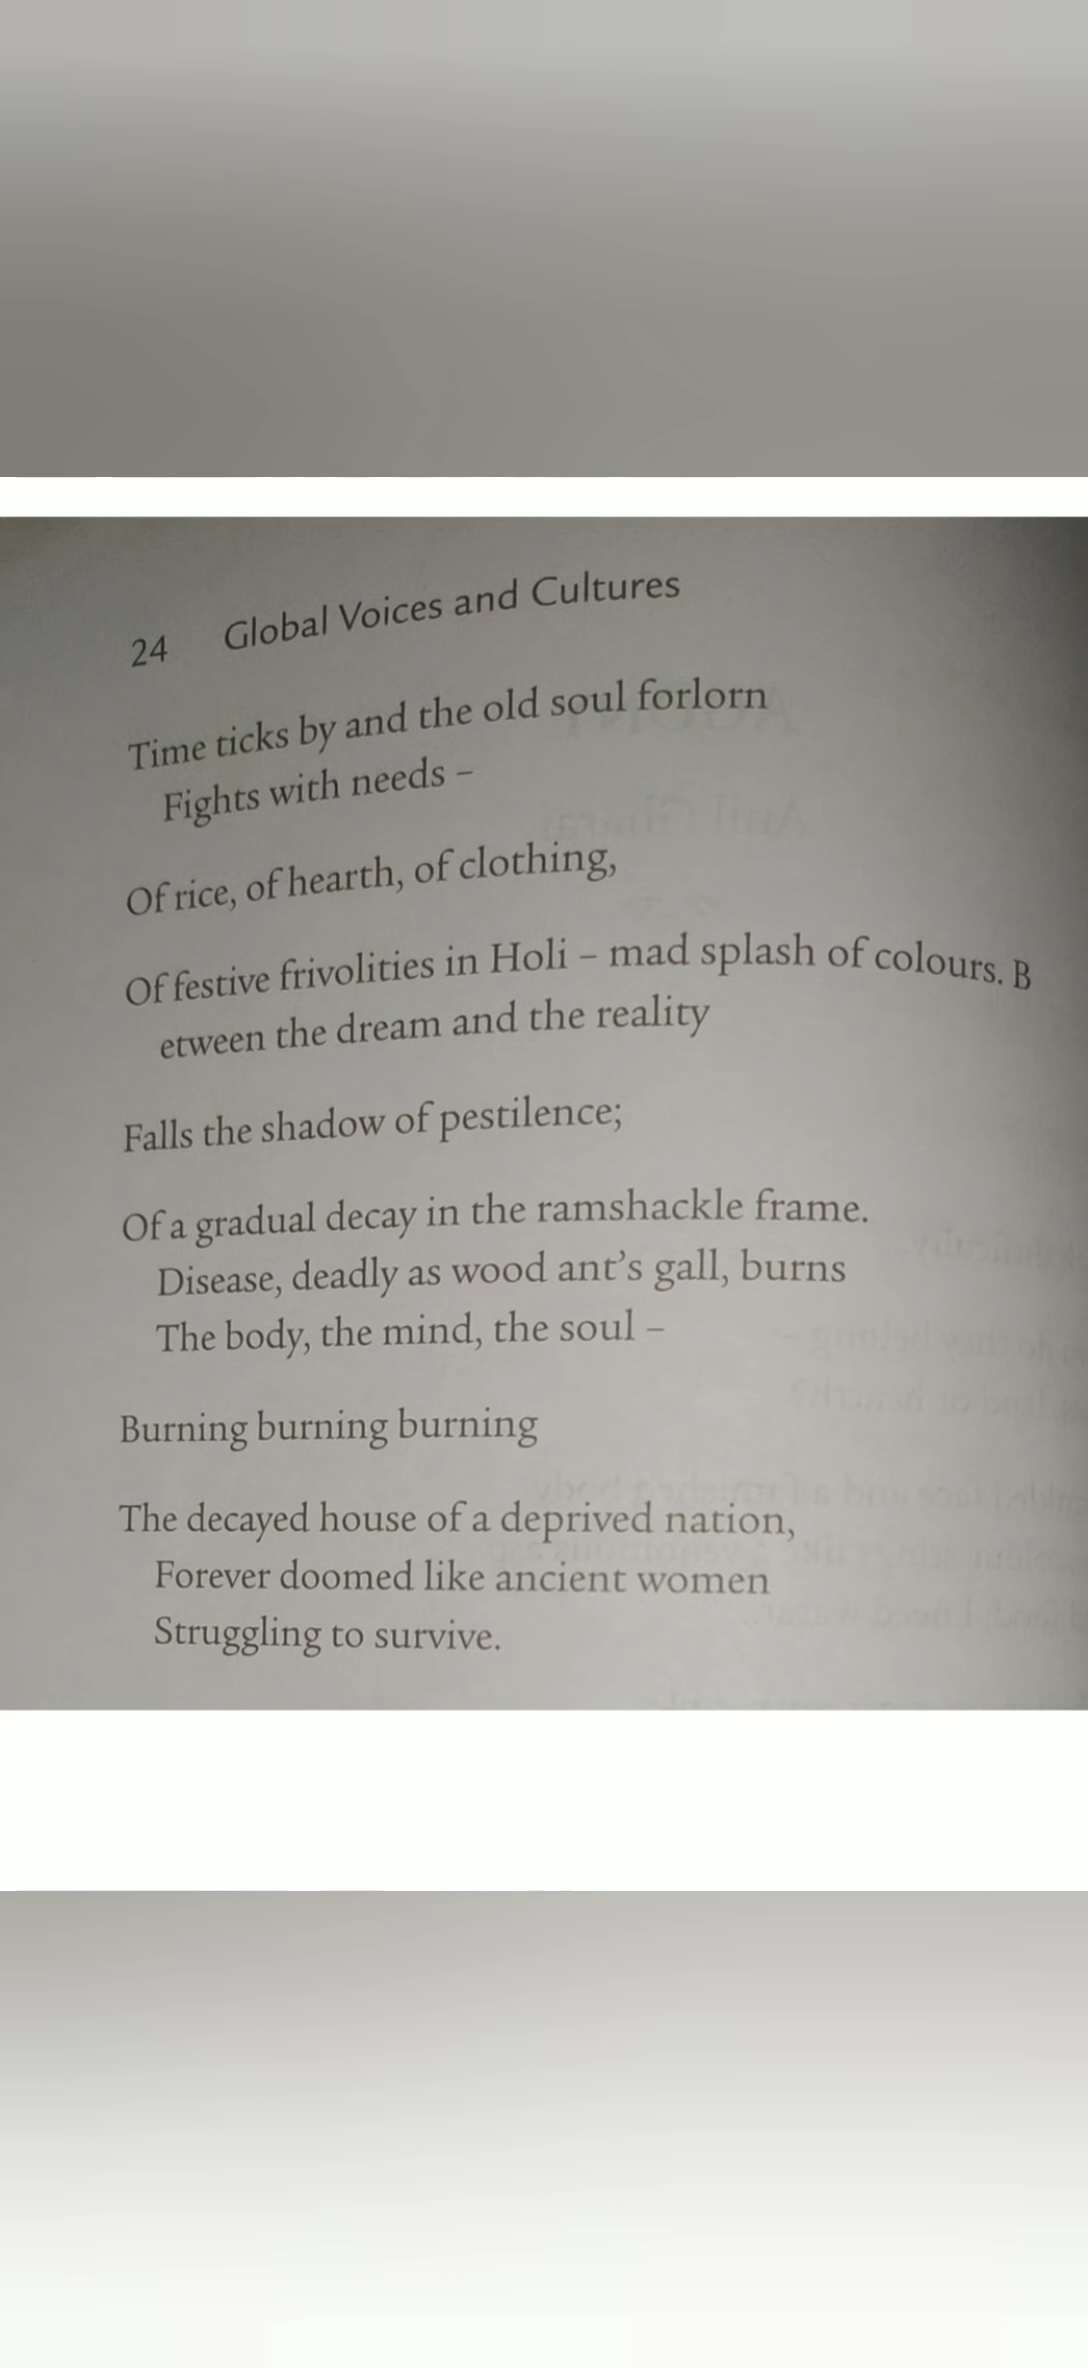 24 Global Voices and Cultures
Time ticks by and the old soul forlorn
Fights with needs –
Of rice, of hearth, of clothing,
Of festive frivolities in Holi – mad splash of colours. B
etween the dream and the reality
Falls the shadow of pestilence;
Of a gradual decay in the ramshackle frame.
Disease, deadly as wood ant's gall, burns
The body, the mind, the soul –
Burning burning burning
The decayed house of a deprived nation,
Forever doomed like ancient women
Struggling to survive.